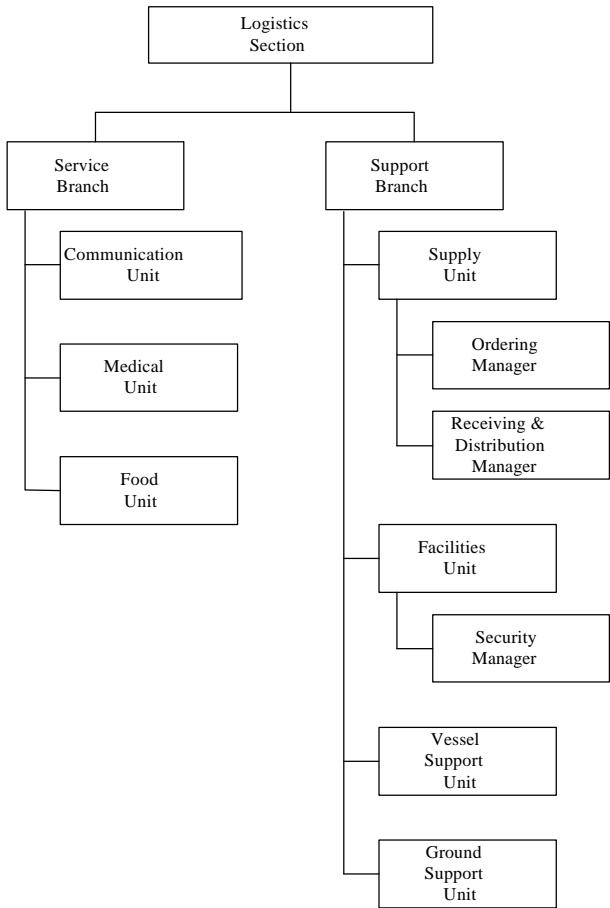 Logistics
Section
Service
Branch
Communication
Unit
Medical
Unit
Food
Unit
Support
Branch
Supply
Unit
Ordering
Manager
Receiving &
Distribution
Manager
Facilities
Unit
Security
Manager
Vessel
Support
Unit
Ground
Support
Unit